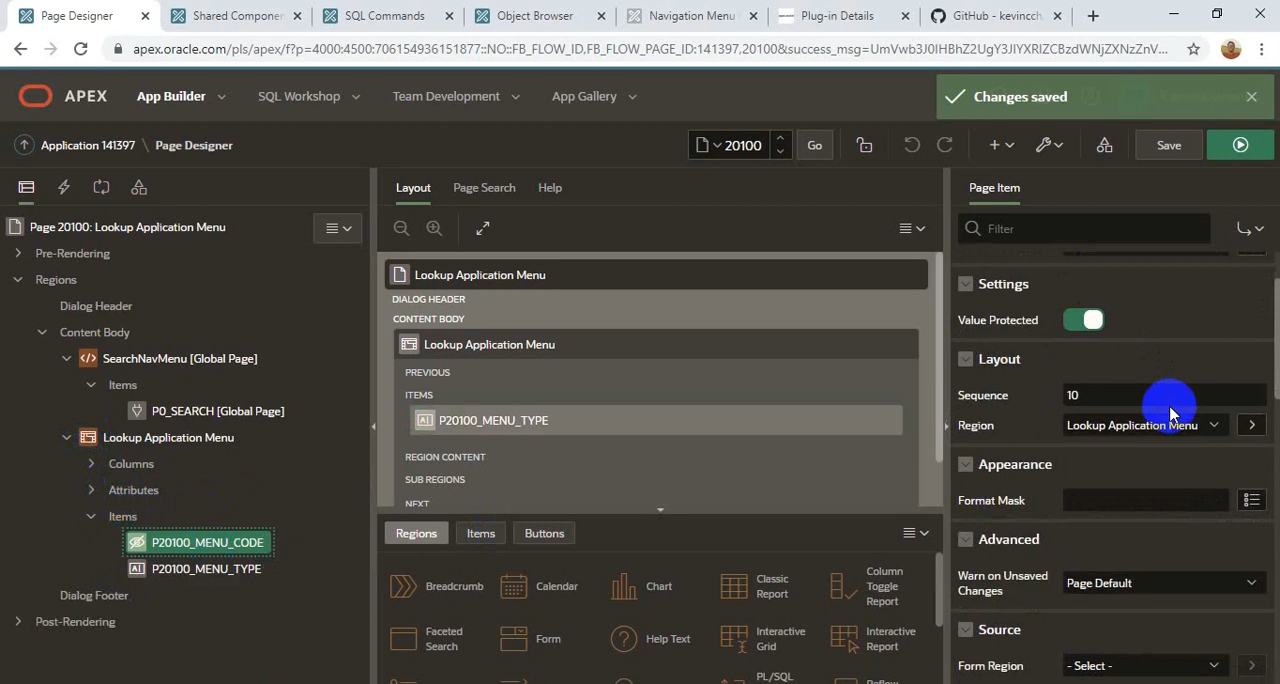 Page Designer
Shared Componen
SQL Commands
Object Browser
Navigation Menu
Plug-in Details
GitHub - kevincch
apex.oracle.com/pls/apex/f?p=4000:4500:706154936151877::NO::FB_FLOW_ID,FB_FLOW_PAGE_ID:141397,20100&success_msg=UmVwb3J0IHBhZ2UgY3JlYXRlZCBzdWNjZXNzZnV...
APEX
App Builder
SQL Workshop
Team Development
App Gallery
Changes saved
Application 141397 \ Page Designer
20100
Go
Save
Layout
Page Search
Help
Page Item
Page 20100: Lookup Application Menu
Pre-Rendering
Regions
Dialog Header
Content Body
SearchNavMenu [Global Page]
Items
P0_SEARCH [Global Page]
Lookup Application Menu
Columns
Attributes
Items
P20100_MENU_CODE
P20100_MENU_TYPE
Dialog Footer
Post-Rendering
Lookup Application Menu
DIALOG HEADER
CONTENT BODY
Lookup Application Menu
PREVIOUS
ITEMS
P20100_MENU_TYPE
REGION CONTENT
SUB REGIONS
NEXT
Regions
Items
Buttons
Breadcrumb
Calendar
Chart
Classic
Report
Column
Toggle
Report
Faceted
Search
Form
Help Text
Interactive
Grid
Interactive
Report
PL/SQL
Filter
Settings
Value Protected
Layout
Sequence
10
Region
Lookup Application Menu
Appearance
Format Mask
Advanced
Warn on Unsaved
Changes
Page Default
Source
Form Region
- Select -